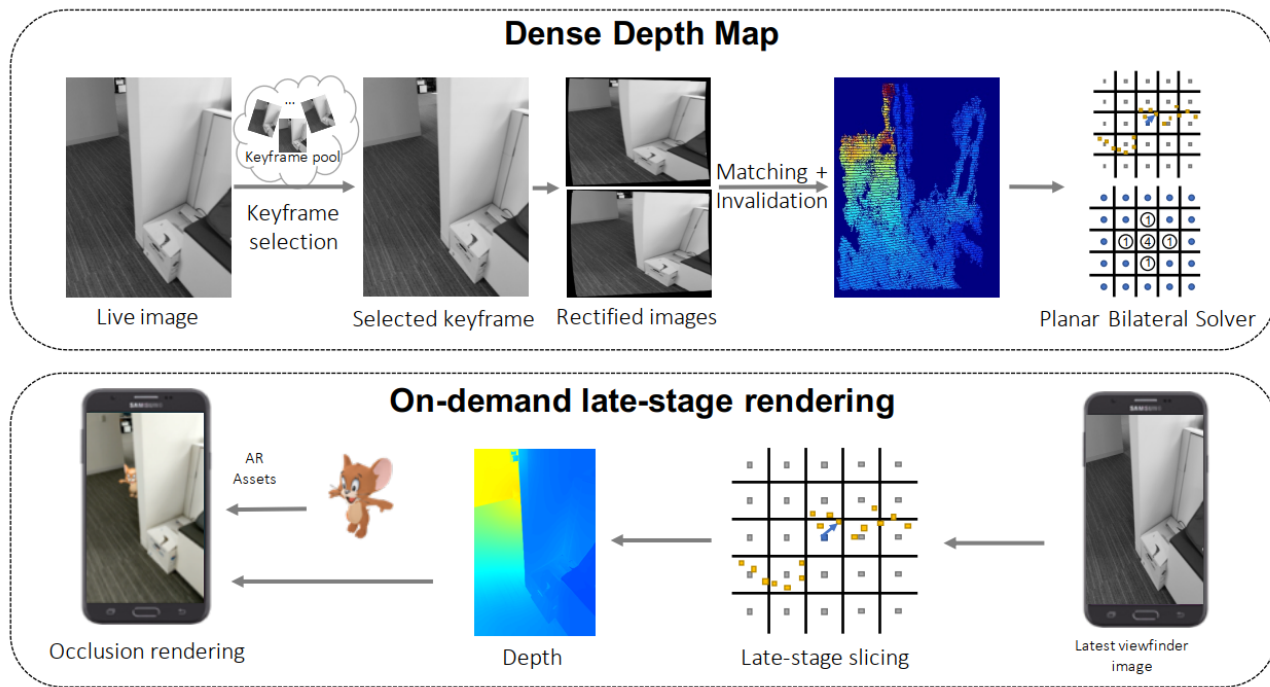 Dense Depth Map
...
Keyframe pool
Keyframe
selection
Matching +
Invalidation
1
1 4 1
1
Live image
Selected keyframe
Rectified images
Planar Bilateral Solver
On-demand late-stage rendering
SAMSUNG
AR
Assets
SAMSUNG
Occlusion rendering
Depth
Late-stage slicing
Latest viewfinder
image